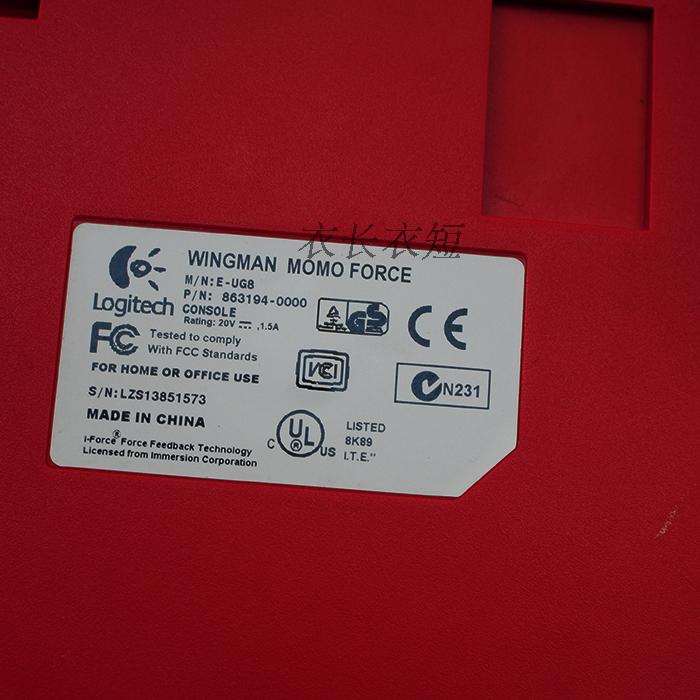 衣长衣短
WINGMAN MOMO FORCE
M/N: E-UG8
P/N: 863194-0000
Logitech
CONSOLE
Rating: 20V ⎓ ,1.5A
FC Tested to comply
With FCC Standards
FOR HOME OR OFFICE USE
S/N: LZS13851573
MADE IN CHINA
I-Force® Force Feedback Technology
Licensed from Immersion Corporation
GS
CE
VCI
N231
C UL® US
LISTED
8K89
I.T.E."